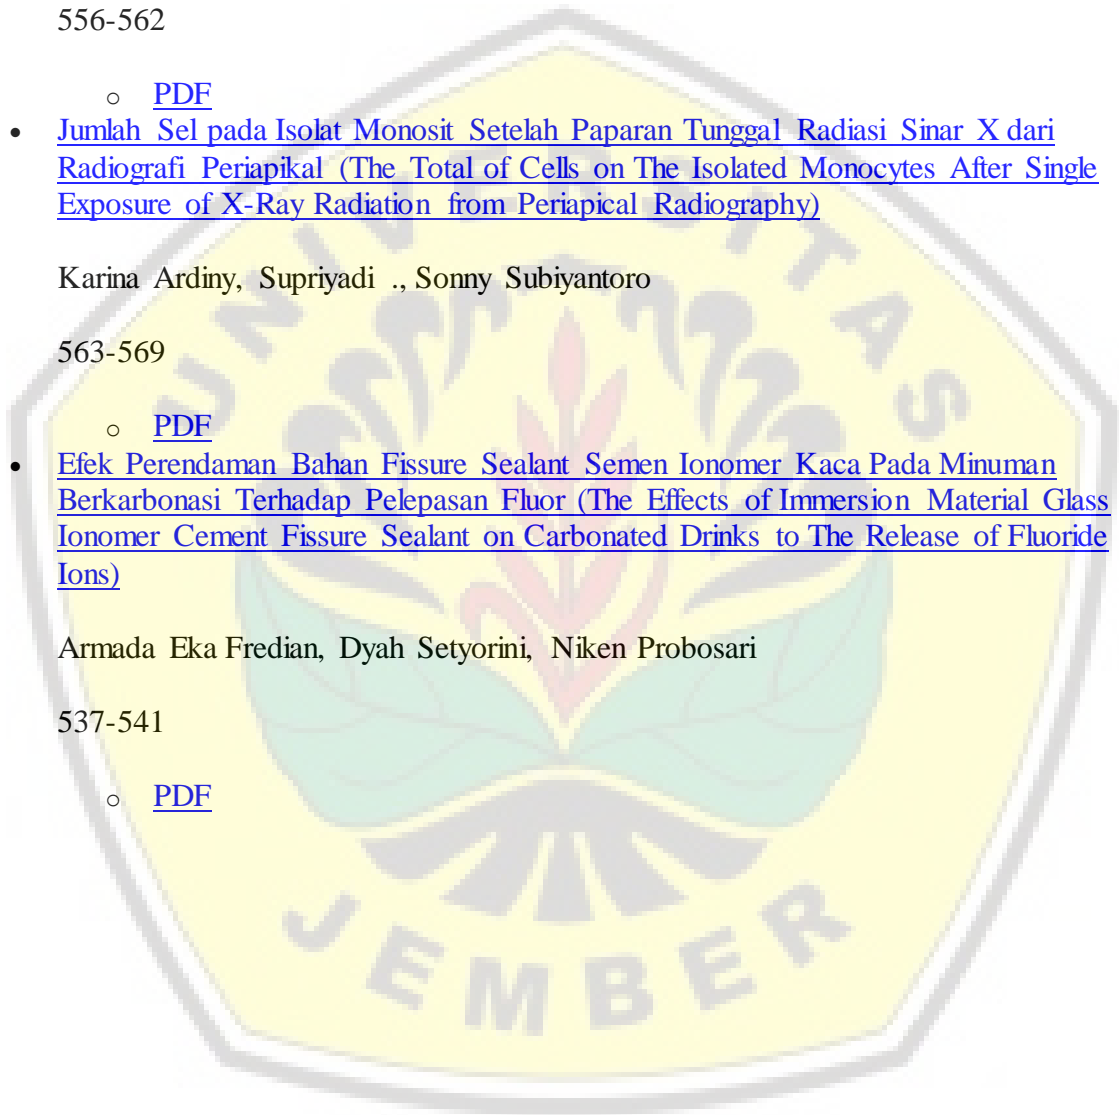 556-562
○ PDF
• Jumlah Sel pada Isolat Monosit Setelah Paparan Tunggal Radiasi Sinar X dari
Radiografi Periapikal (The Total of Cells on The Isolated Monocytes After Single
Exposure of X-Ray Radiation from Periapical Radiography)
Karina Ardiny, Supriyadi ., Sonny Subiyantoro
563-569
○ PDF
• Efek Perendaman Bahan Fissure Sealant Semen Ionomer Kaca Pada Minuman
Berkarbonasi Terhadap Pelepasan Fluor (The Effects of Immersion Material Glass
Ionomer Cement Fissure Sealant on Carbonated Drinks to The Release of Fluoride
Ions)
Armada Eka Fredian, Dyah Setyorini, Niken Probosari
537-541
○ PDF
UNIVERSITAS
JEMBER